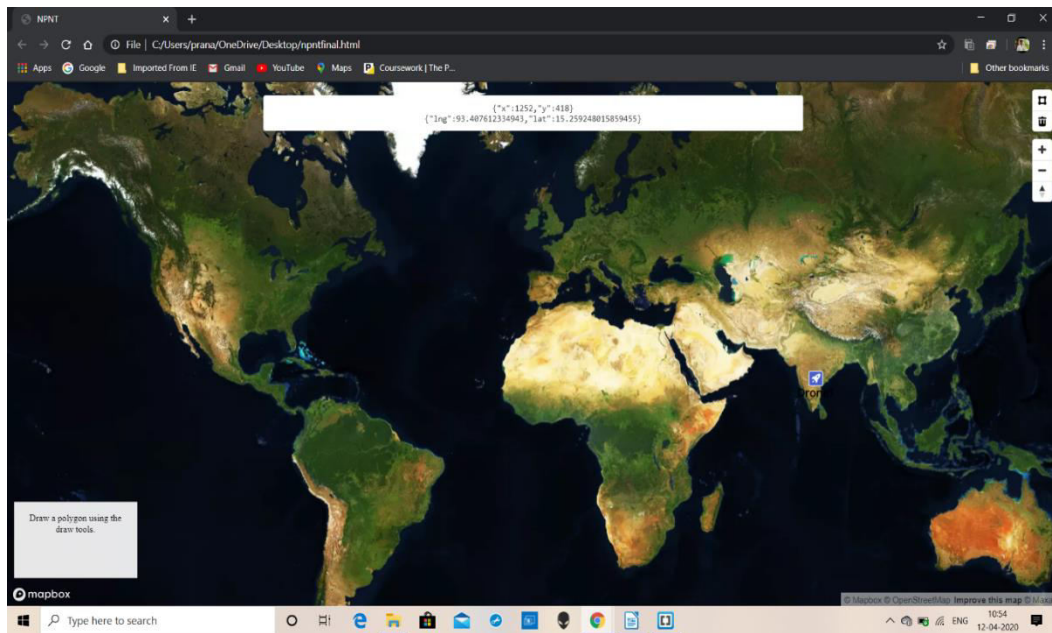 NPNT
File | C:/Users/prana/OneDrive/Desktop/npntfinal.html
Apps Google Imported From IE Gmail YouTube Maps Coursework | The P... Other bookmarks
{"x":1252,"y":418}
{"lng":93.407612334943,"lat":15.259248015859455}
Draw a polygon using the
draw tools.
mapbox
© Mapbox © OpenStreetMap Improve this map © Maxa
Type here to search
ENG
10:54
12-04-2020